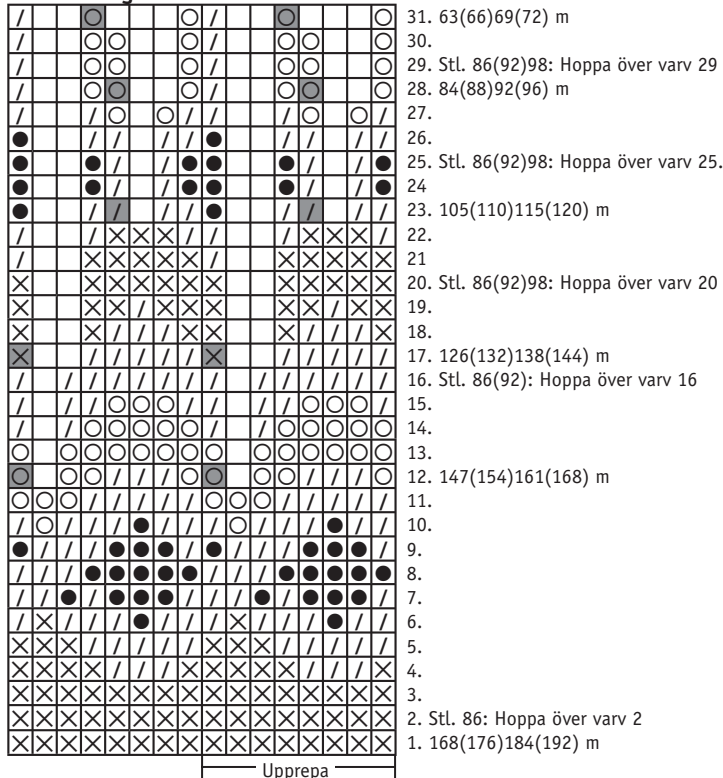 31. 63(66)69(72) m
30.
29. Stl. 86(92)98: Hoppa över varv 29
28. 84(88)92(96) m
27.
26.
25. Stl. 86(92)98: Hoppa över varv 25.
24
23. 105(110)115(120) m
22.
21
20. Stl. 86(92)98: Hoppa över varv 20
19.
18.
17. 126(132)138(144) m
16. Stl. 86(92): Hoppa över varv 16
15.
14.
13.
12. 147(154)161(168) m
11.
10.
9.
8.
7.
6.
5.
4.
3.
2. Stl. 86: Hoppa över varv 2
1. 168(176)184(192) m
Upprepa